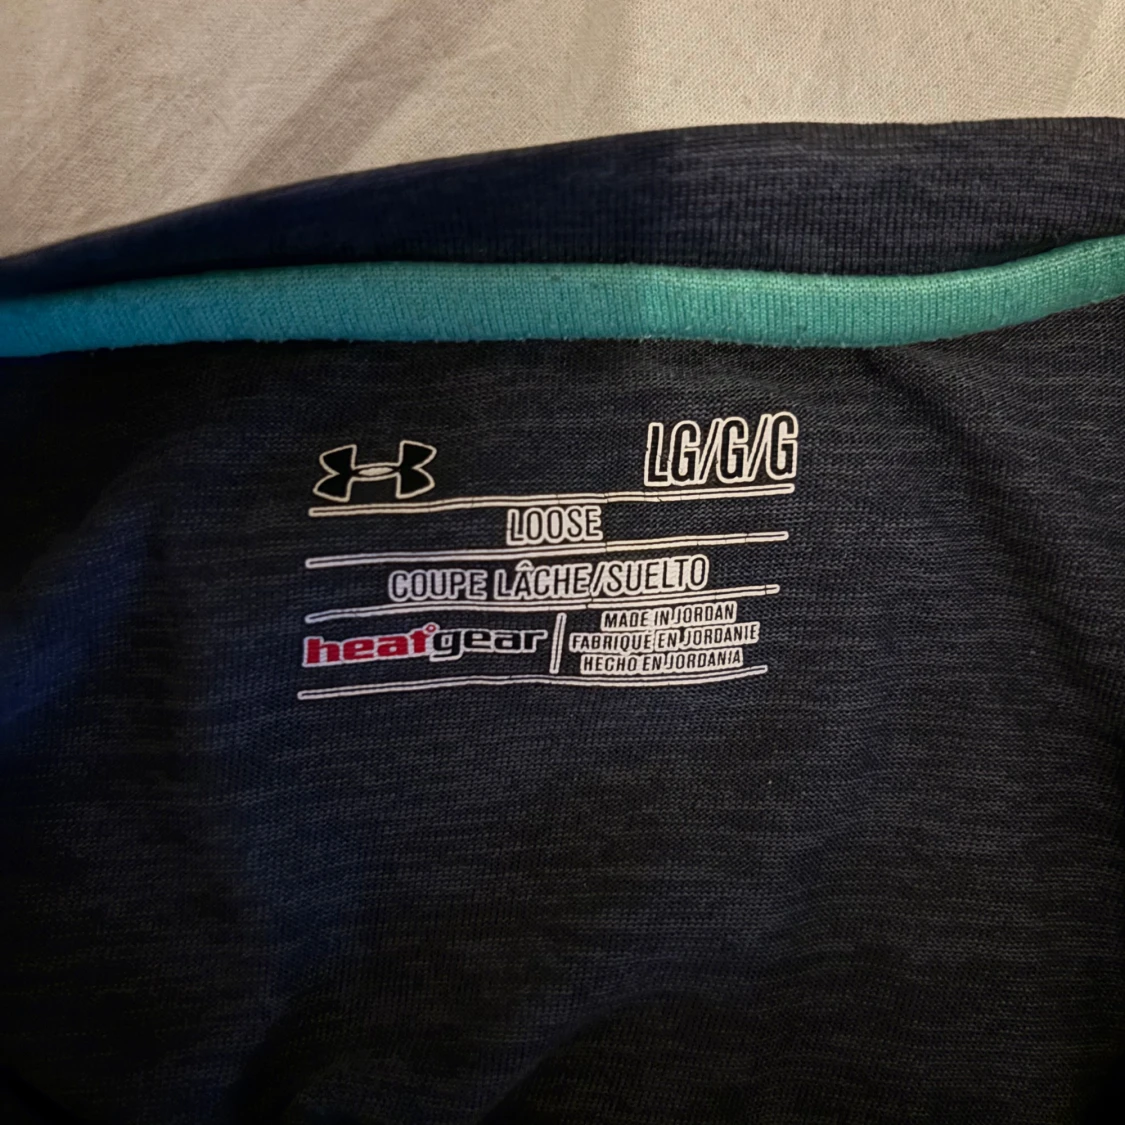 LG/G/G
LOOSE
COUPE LÂCHE/SUELTO
heatgear
MADE IN JORDAN
FABRIQUÉ EN JORDANIE
HECHO EN JORDANIA